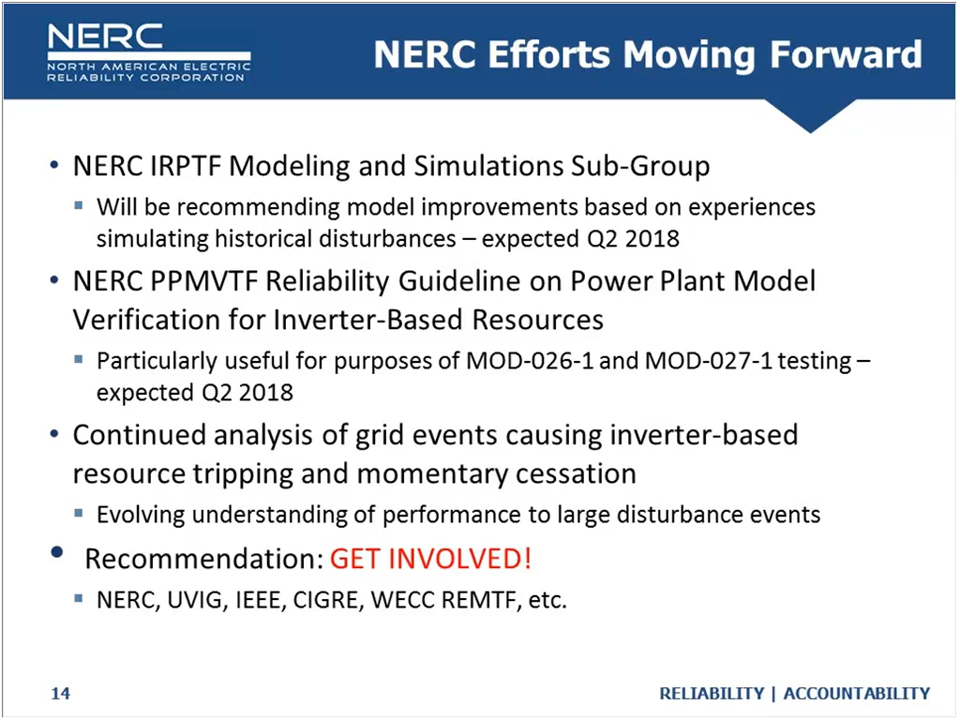 NERC
NORTH AMERICAN ELECTRIC
RELIABILITY CORPORATION
NERC Efforts Moving Forward
• NERC IRPTF Modeling and Simulations Sub-Group
▪ Will be recommending model improvements based on experiences
simulating historical disturbances – expected Q2 2018
• NERC PPMVTF Reliability Guideline on Power Plant Model
Verification for Inverter-Based Resources
▪ Particularly useful for purposes of MOD-026-1 and MOD-027-1 testing –
expected Q2 2018
• Continued analysis of grid events causing inverter-based
resource tripping and momentary cessation
▪ Evolving understanding of performance to large disturbance events
• Recommendation: GET INVOLVED!
▪ NERC, UVIG, IEEE, CIGRE, WECC REMTF, etc.
14
RELIABILITY | ACCOUNTABILITY